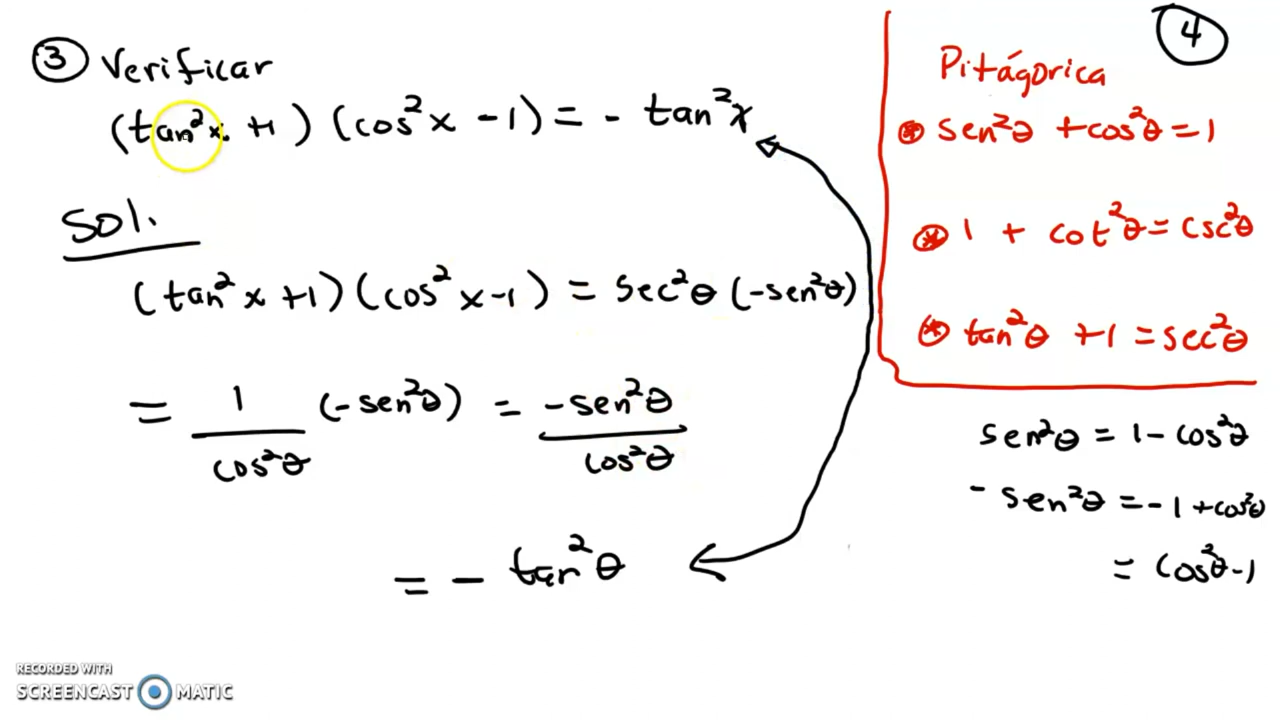 ③ Verificar
(tan²x + 1) (cos²x - 1) = - tan²x
Sol.
(tan²x + 1) (cos²x - 1) = sec²θ (-sen²θ)
= 1/cos²θ (-sen²θ) = -sen²θ/cos²θ
= - tan²θ
④
Pitágorica
* sen²θ + cos²θ = 1
* 1 + cot²θ = csc²θ
* tan²θ + 1 = sec²θ
sen²θ = 1 - cos²θ
- sen²θ = - 1 + cos²θ
= cos²θ - 1
RECORDED WITH
SCREENCAST MATIC